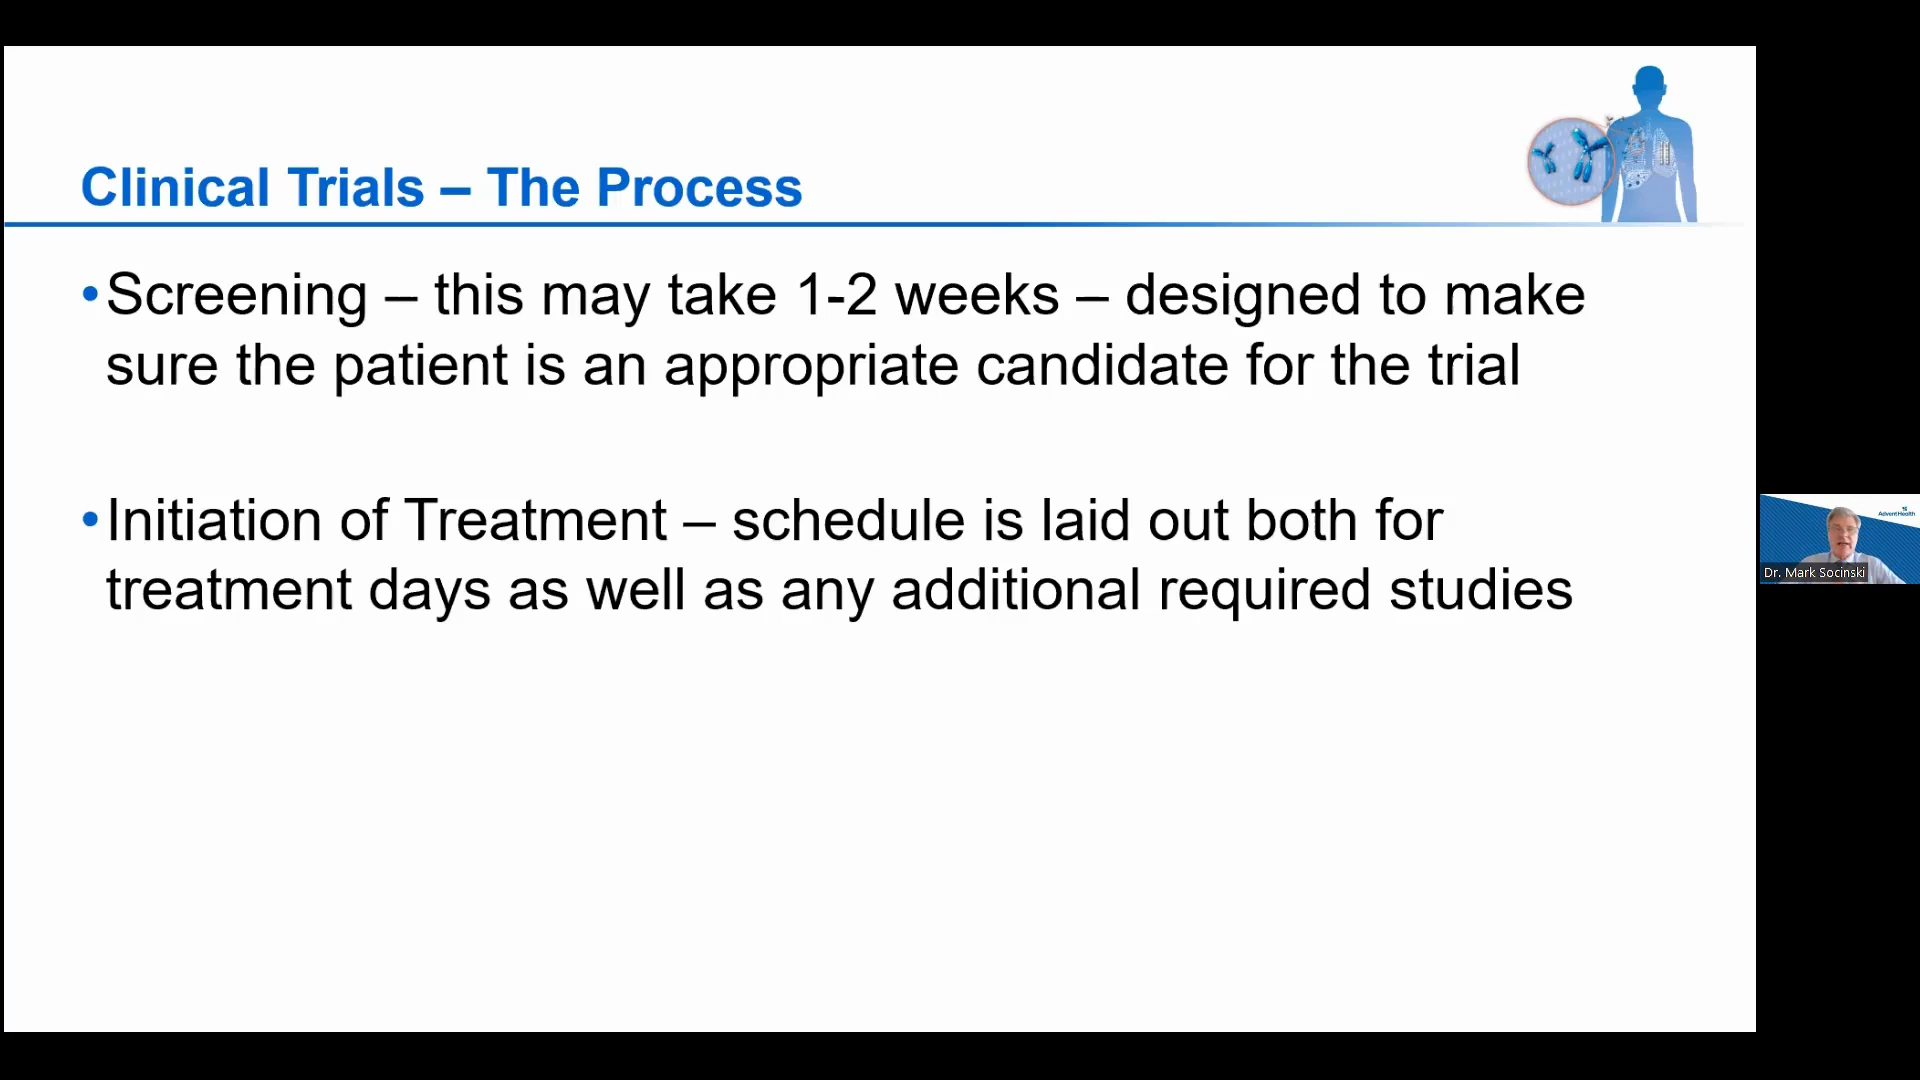 Clinical Trials – The Process
•Screening – this may take 1-2 weeks – designed to make
sure the patient is an appropriate candidate for the trial
•Initiation of Treatment – schedule is laid out both for
treatment days as well as any additional required studies
AdventHealth
Dr. Mark Socinski